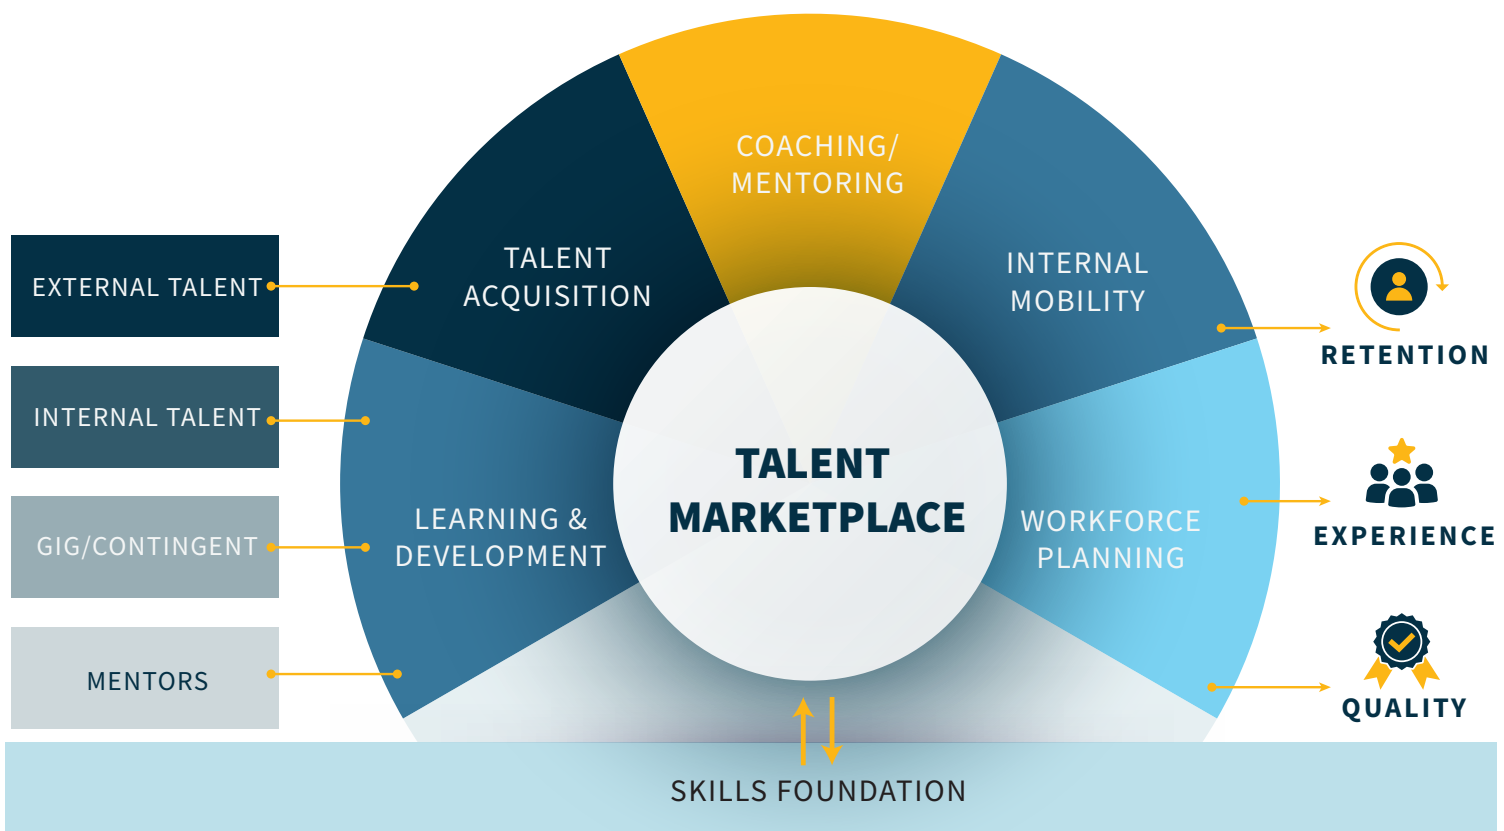 EXTERNAL TALENT
INTERNAL TALENT
GIG/CONTINGENT
MENTORS
TALENT
ACQUISITION
COACHING/
MENTORING
INTERNAL
MOBILITY
LEARNING &
DEVELOPMENT
TALENT
MARKETPLACE
WORKFORCE
PLANNING
RETENTION
EXPERIENCE
QUALITY
SKILLS FOUNDATION